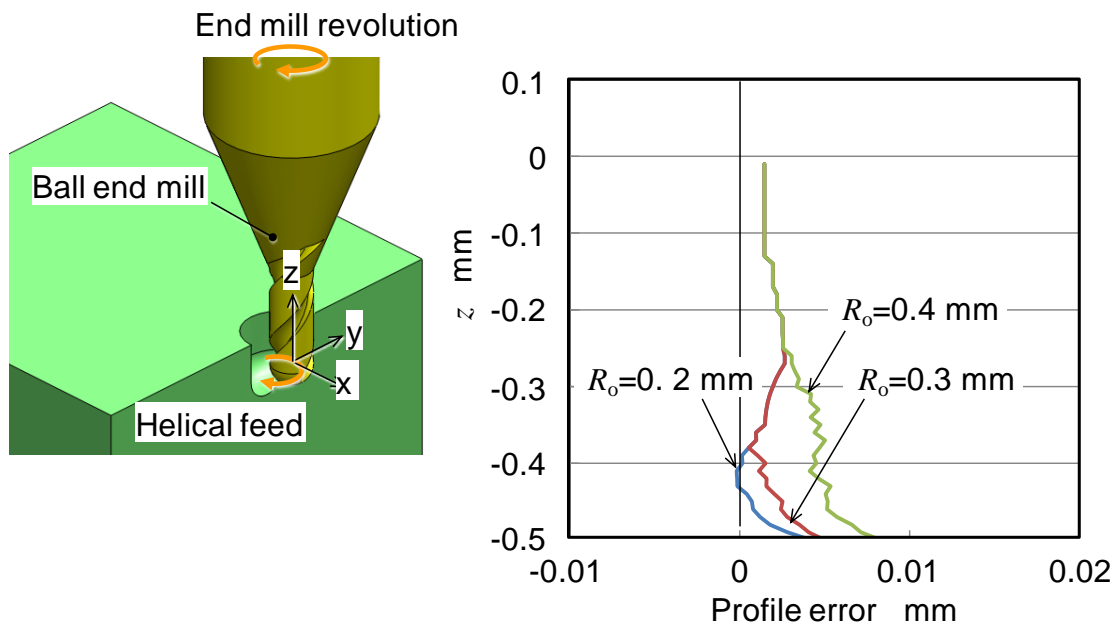 End mill revolution
Ball end mill
z
y
x
Helical feed
0.1
0
-0.1
-0.2
-0.3
-0.4
-0.5
z mm
Ro=0.4 mm
Ro=0. 2 mm
Ro=0.3 mm
-0.01
0
0.01
0.02
Profile error mm